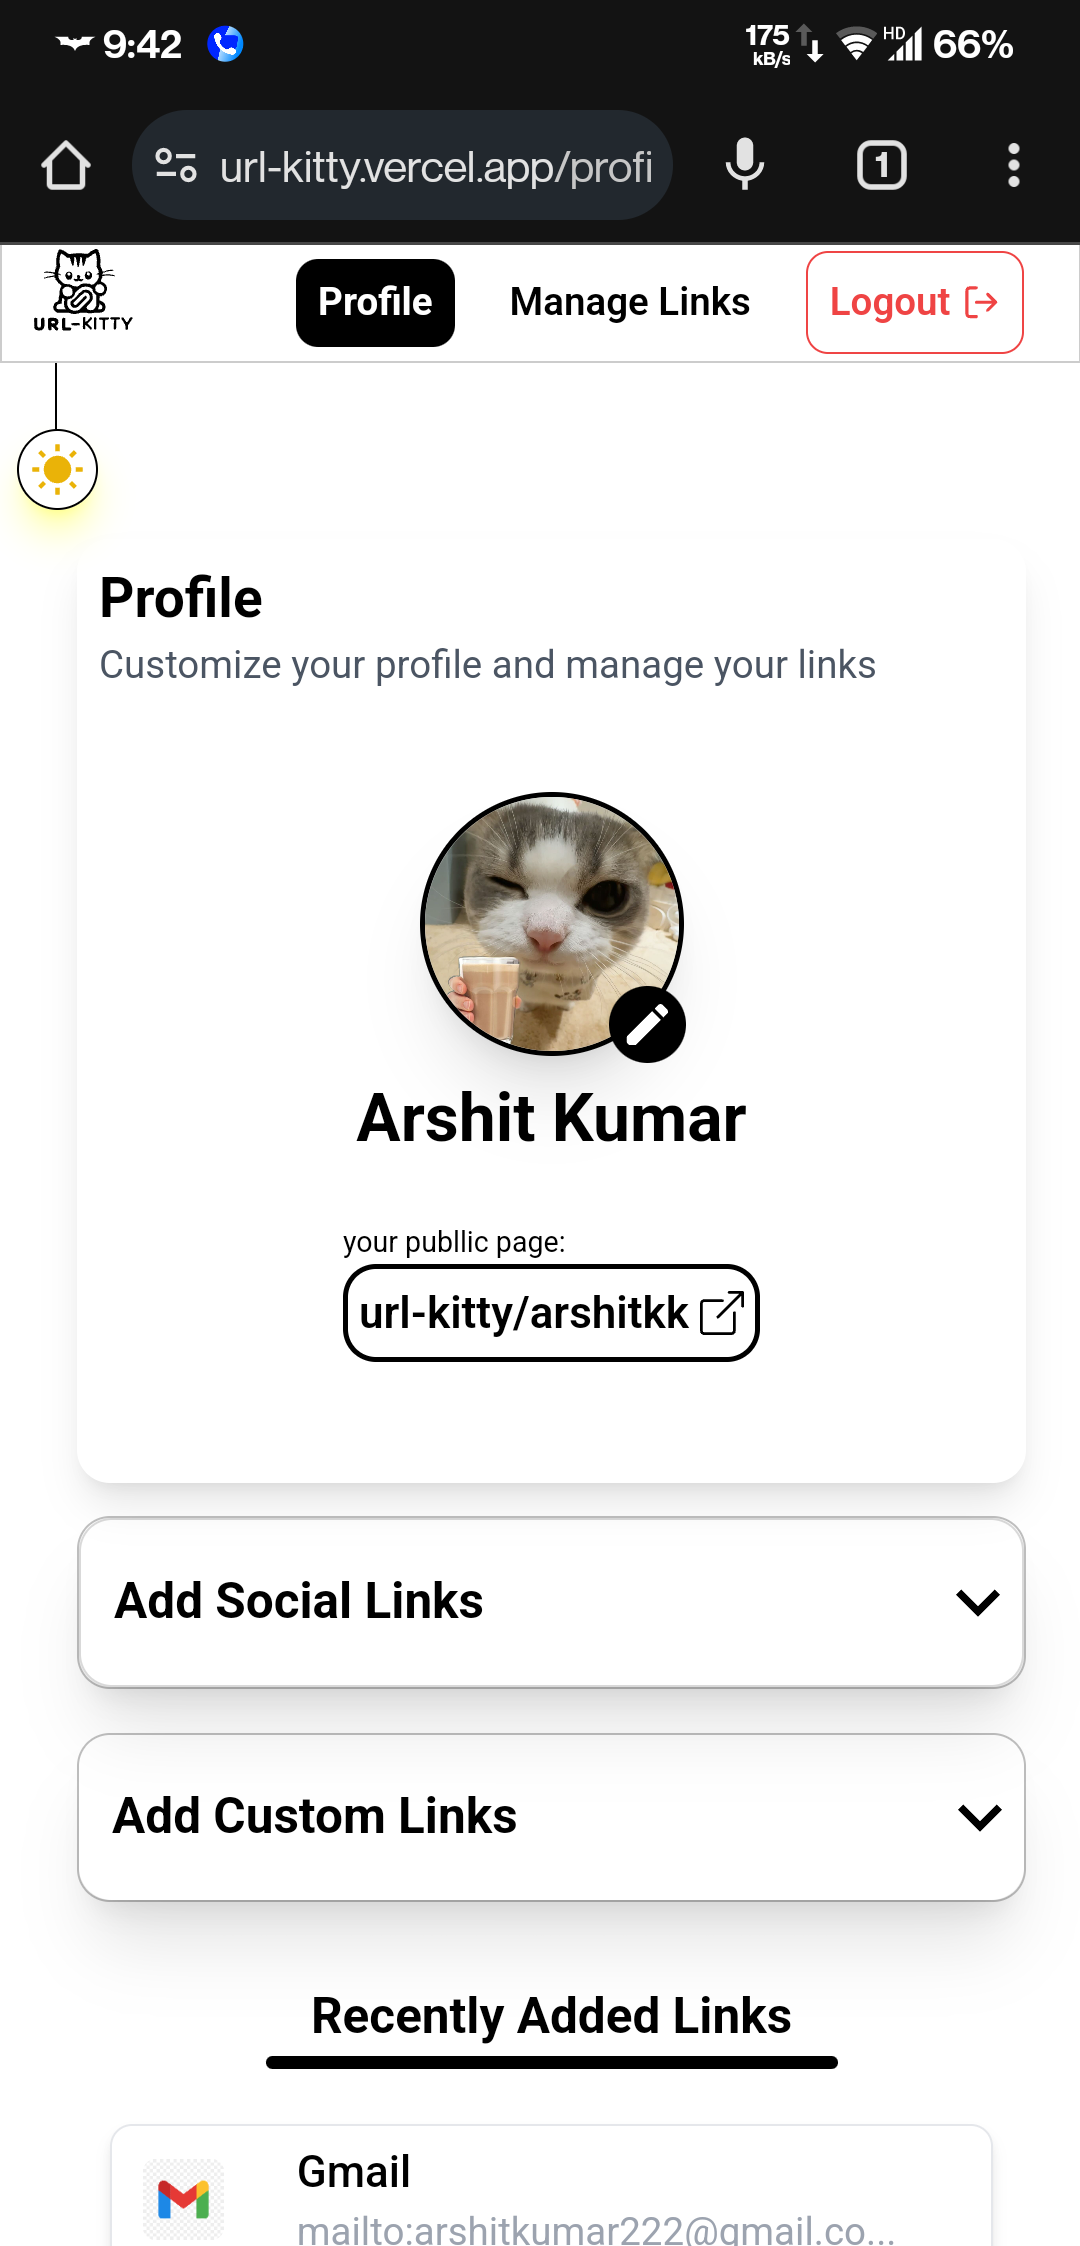 9:42
175 kB/s HD 66%
url-kitty.vercel.app/profi
1
URL-KITTY
Profile
Manage Links
Logout
Profile
Customize your profile and manage your links
Arshit Kumar
your publlic page:
url-kitty/arshitkk
Add Social Links
Add Custom Links
Recently Added Links
Gmail
mailto:arshitkumar222@gmail.co...